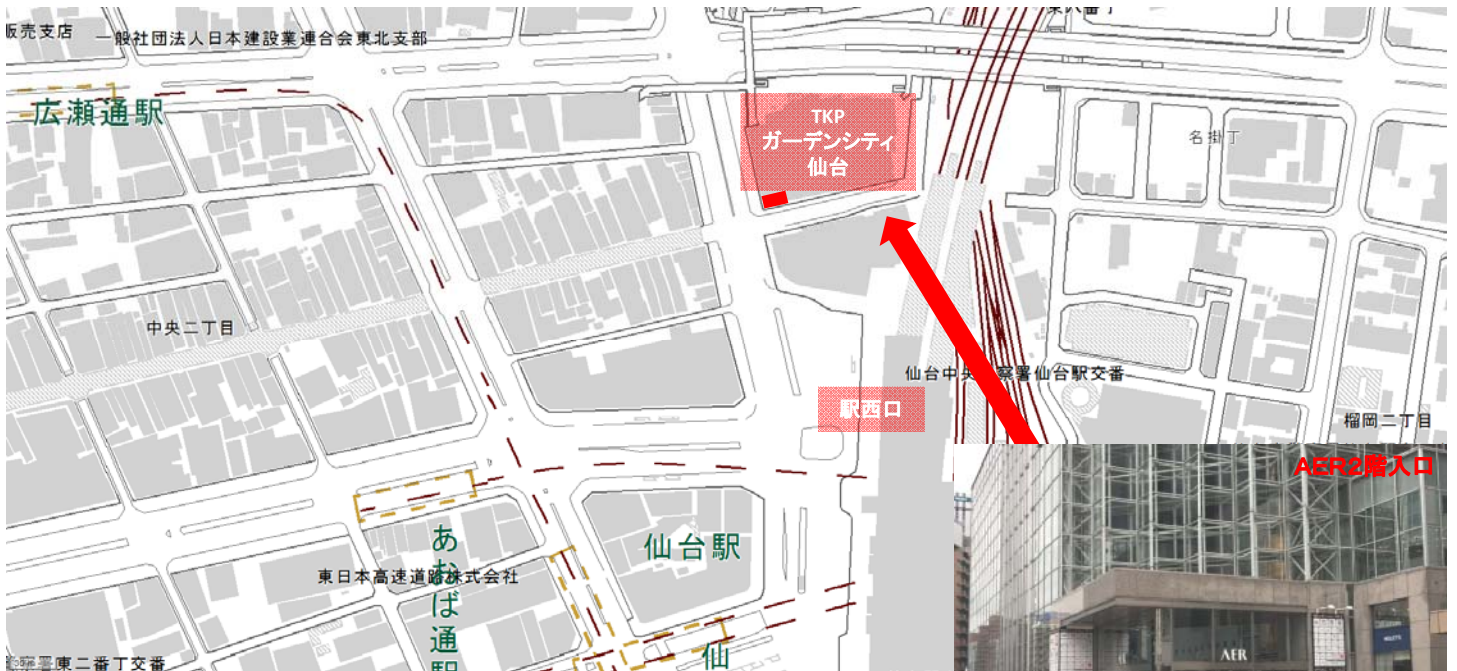 販売支店
一般社団法人日本建設業連合会東北支部
広瀬通駅
TKP
ガーデンシティ
仙台
名掛丁
中央二丁目
仙台中央
察署仙台駅交番
駅西口
榴岡二丁目
AER2階入口
あおば通駅
仙台駅
東日本高速道路株式会社
AER
察署東二番丁交番
仙